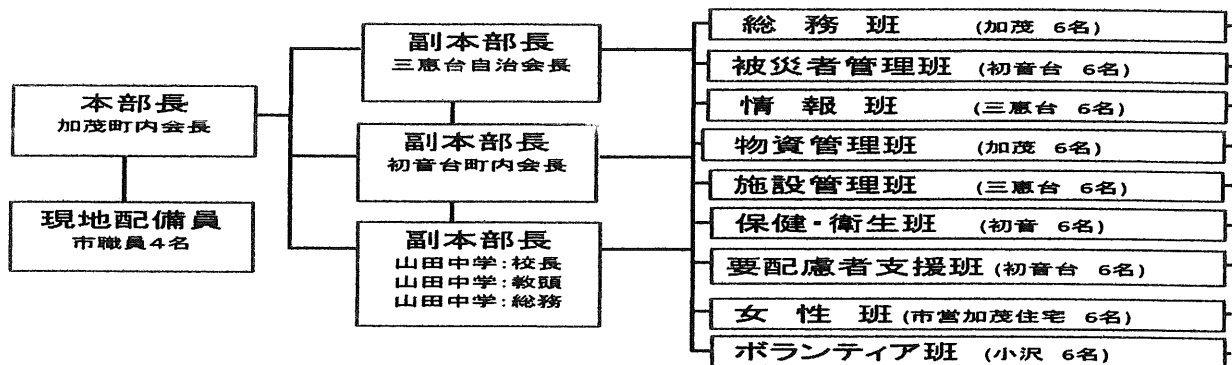 本部長
加茂町内会長
現地配備員
市職員4名
副本部長
三恵台自治会長
副本部長
初音台町内会長
副本部長
山田中学:校長
山田中学:教頭
山田中学:総務
総務班 (加茂 6名)
被災者管理班 (初音台 6名)
情報班 (三恵台 6名)
物資管理班 (加茂 6名)
施設管理班 (三恵台 6名)
保健・衛生班 (初音 6名)
要配慮者支援班 (初音台 6名)
女性班 (市営加茂住宅 6名)
ボランティア班 (小沢 6名)